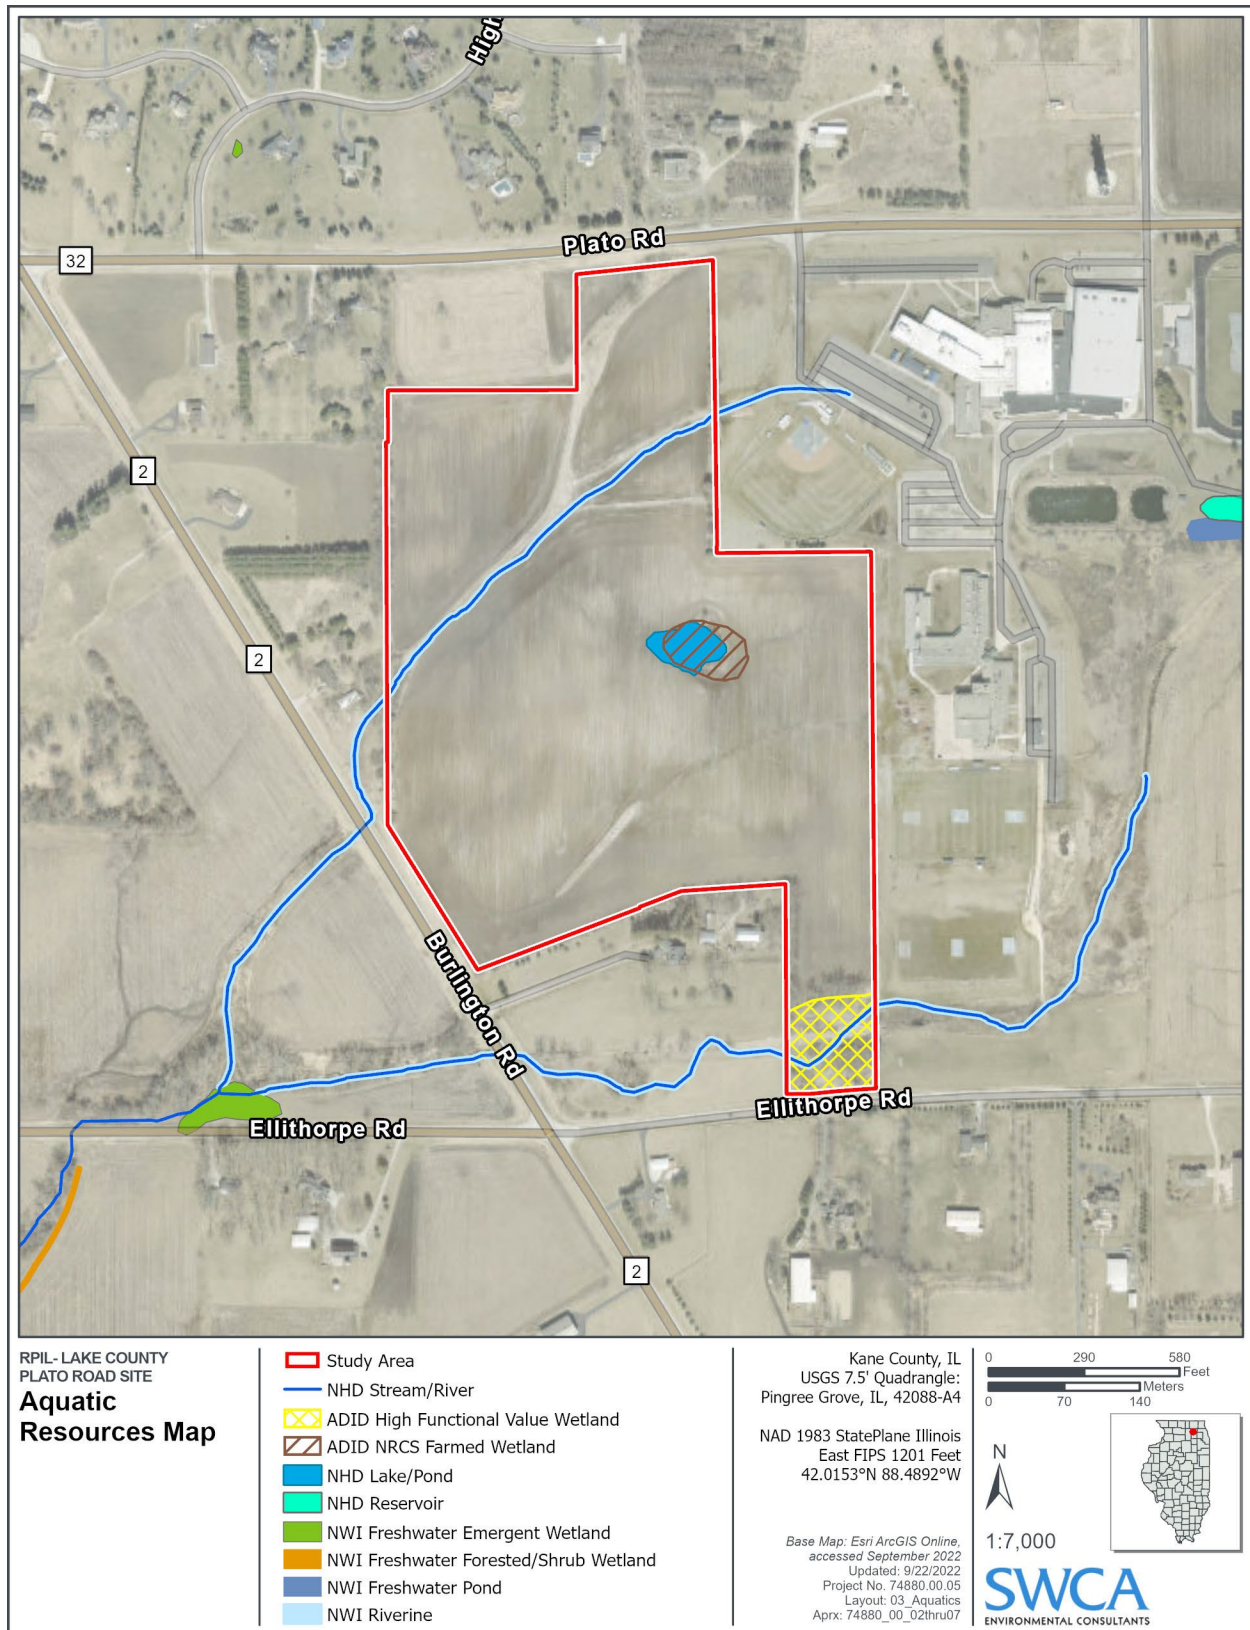 High
Plato Rd
32
2
2
Burlington Rd
Ellithorpe Rd
Ellithorpe Rd
2
RPIL- LAKE COUNTY
PLATO ROAD SITE
Aquatic
Resources Map
Study Area
NHD Stream/River
ADID High Functional Value Wetland
ADID NRCS Farmed Wetland
NHD Lake/Pond
NHD Reservoir
NWI Freshwater Emergent Wetland
NWI Freshwater Forested/Shrub Wetland
NWI Freshwater Pond
NWI Riverine
Kane County, IL
USGS 7.5' Quadrangle:
Pingree Grove, IL, 42088-A4
NAD 1983 StatePlane Illinois
East FIPS 1201 Feet
42.0153°N 88.4892°W
Base Map: Esri ArcGIS Online,
accessed September 2022
Updated: 9/22/2022
Project No. 74880.00.05
Layout: 03_Aquatics
Aprx: 74880_00_02thru07
0 290 580
Feet
Meters
0 70 140
N
1:7,000
SWCA
ENVIRONMENTAL CONSULTANTS